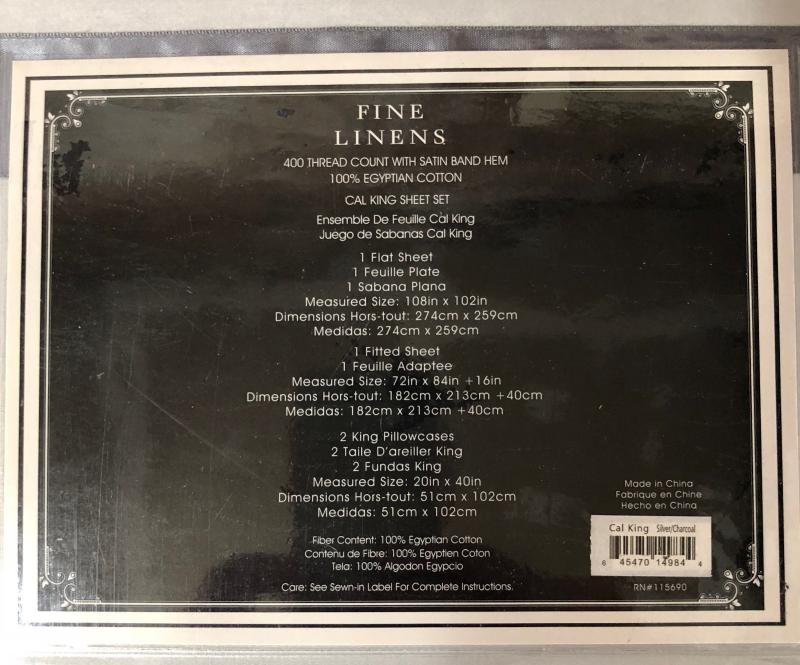 FINE
LINENS
400 THREAD COUNT WITH SATIN BAND HEM
100% EGYPTIAN COTTON
CAL KING SHEET SET
Ensemble De Feuille Cal King
Juego de Sabanas Cal King
1 Flat Sheet
1 Feuille Plate
1 Sabana Plana
Measured Size: 108in x 102in
Dimensions Hors-tout: 274cm x 259cm
Medidas: 274cm x 259cm
1 Fitted Sheet
1 Feuille Adaptee
Measured Size: 72in x 84in +16in
Dimensions Hors-tout: 182cm x 213cm +40cm
Medidas: 182cm x 213cm +40cm
2 King Pillowcases
2 Taile D'areiller King
2 Fundas King
Measured Size: 20in x 40in
Dimensions Hors-tout: 51cm x 102cm
Medidas: 51cm x 102cm
Fiber Content: 100% Egyptian Cotton
Contenu de Fibre: 100% Egyptien Coton
Tela: 100% Algodon Egypcio
Care: See Sewn-in Label For Complete Instructions.
Made in China
Fabrique en Chine
Hecho en China
Cal King Silver/Charcoal
6 45470 14984 4
RN#115690